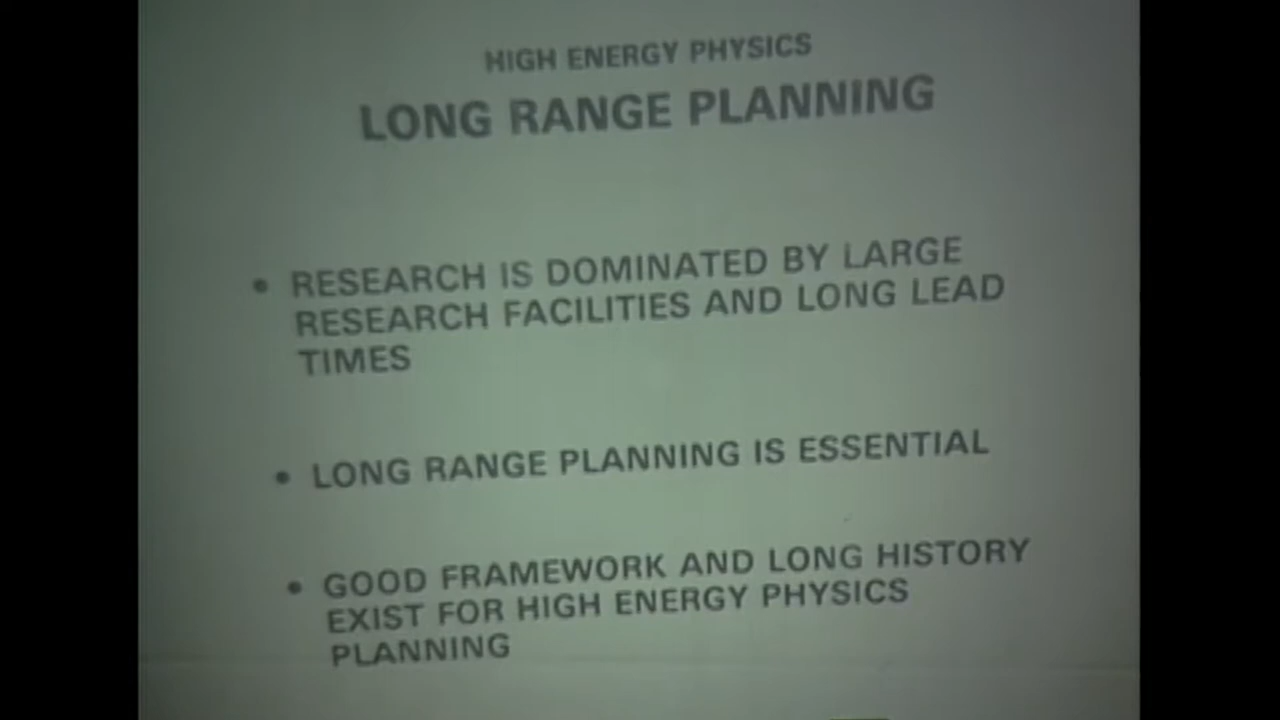 HIGH ENERGY PHYSICS
LONG RANGE PLANNING
• RESEARCH IS DOMINATED BY LARGE
RESEARCH FACILITIES AND LONG LEAD
TIMES
• LONG RANGE PLANNING IS ESSENTIAL
• GOOD FRAMEWORK AND LONG HISTORY
EXIST FOR HIGH ENERGY PHYSICS
PLANNING